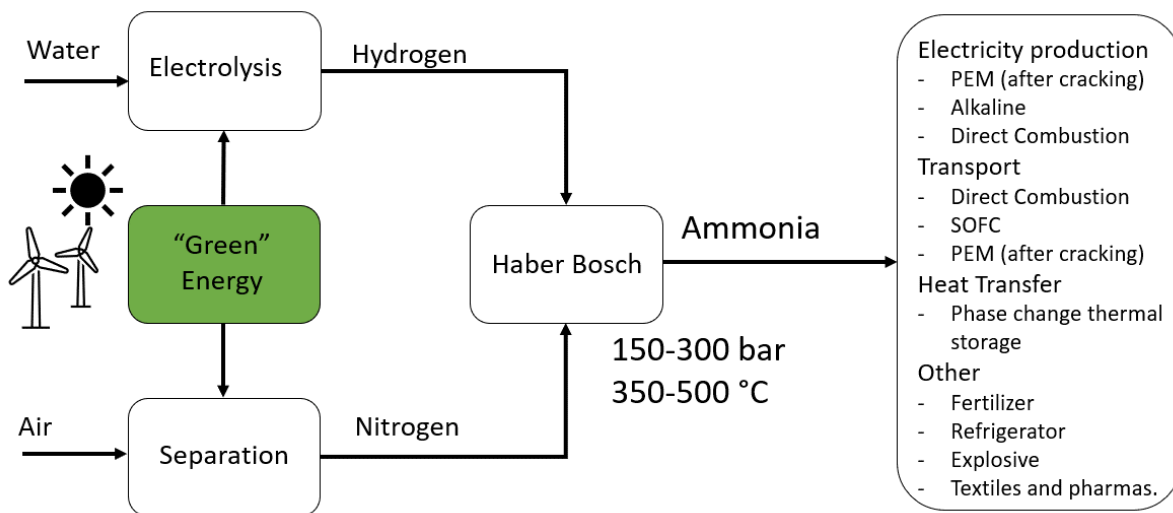 Water
Electrolysis
Hydrogen
“Green”
Energy
Air
Separation
Nitrogen
Haber Bosch
150-300 bar
350-500 °C
Ammonia
Electricity production
- PEM (after cracking)
- Alkaline
- Direct Combustion
Transport
- Direct Combustion
- SOFC
- PEM (after cracking)
Heat Transfer
- Phase change thermal
storage
Other
- Fertilizer
- Refrigerator
- Explosive
- Textiles and pharmas.